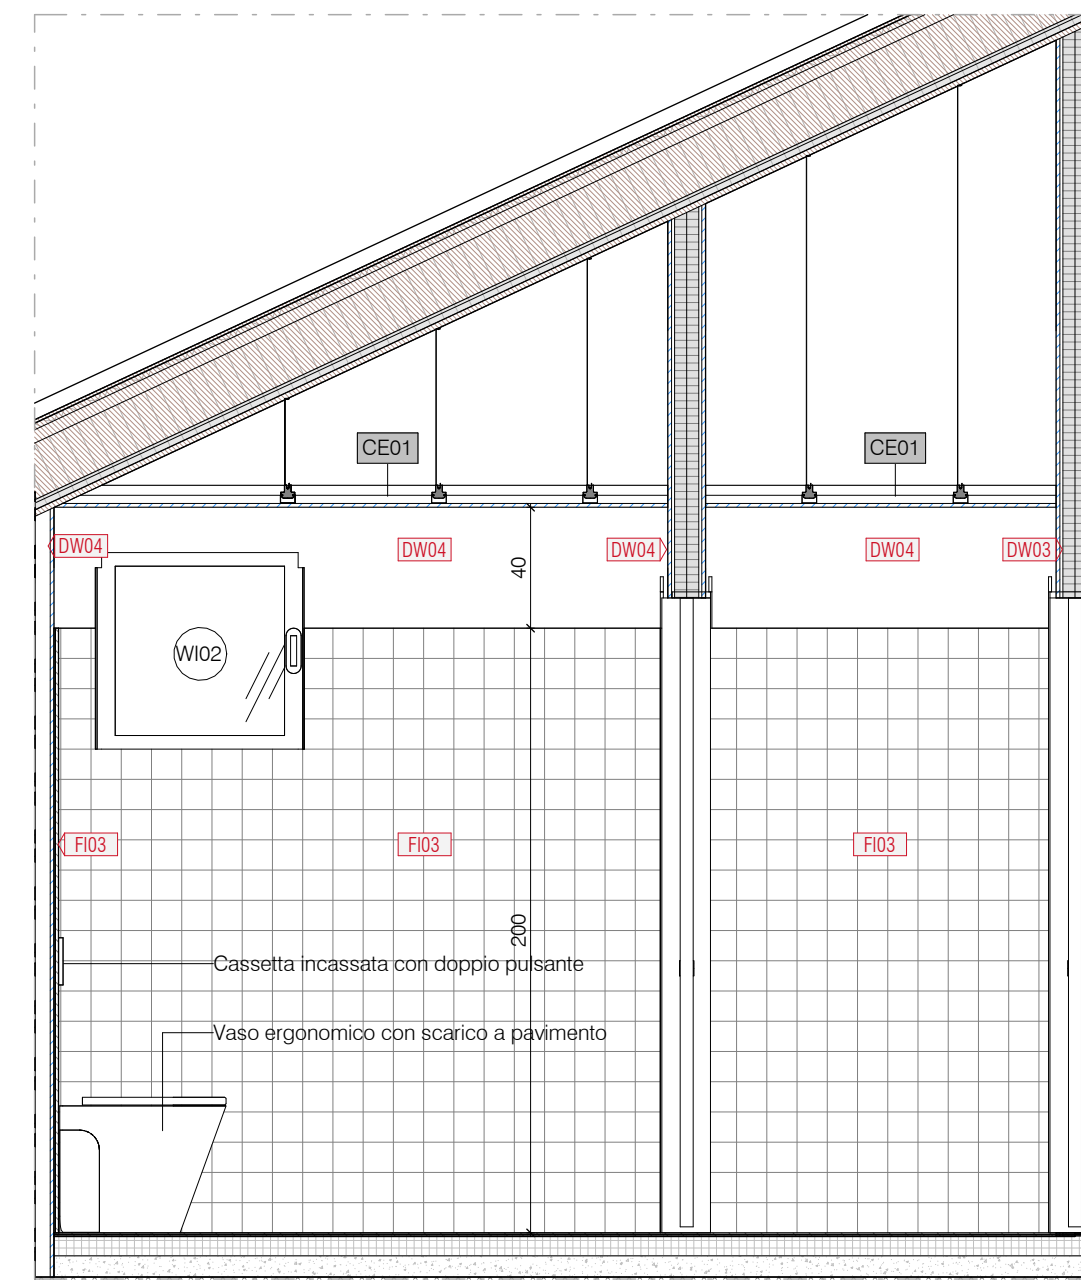 CE01
CE01
DW04
DW04
DW04
DW04
DW03
40
WI02
FI03
FI03
FI03
200
Cassetta incassata con doppio pulsante
Vaso ergonomico con scarico a pavimento